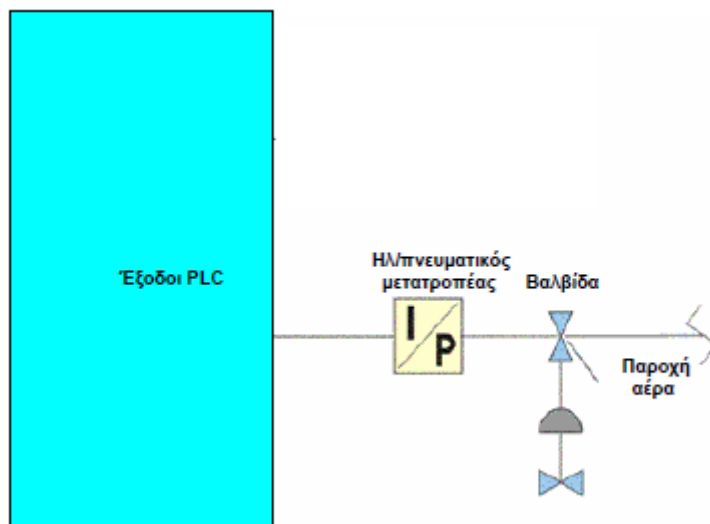 Έξοδοι PLC
Ηλ/πνευματικός
μετατροπέας
Βαλβίδα
I
P
Παροχή
αέρα